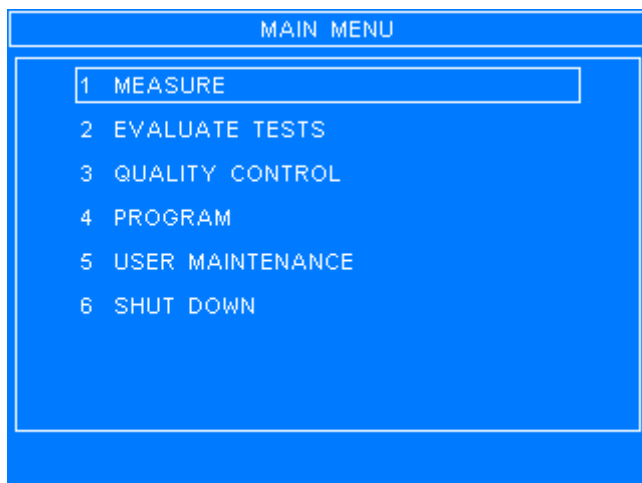 MAIN MENU
1 MEASURE
2 EVALUATE TESTS
3 QUALITY CONTROL
4 PROGRAM
5 USER MAINTENANCE
6 SHUT DOWN